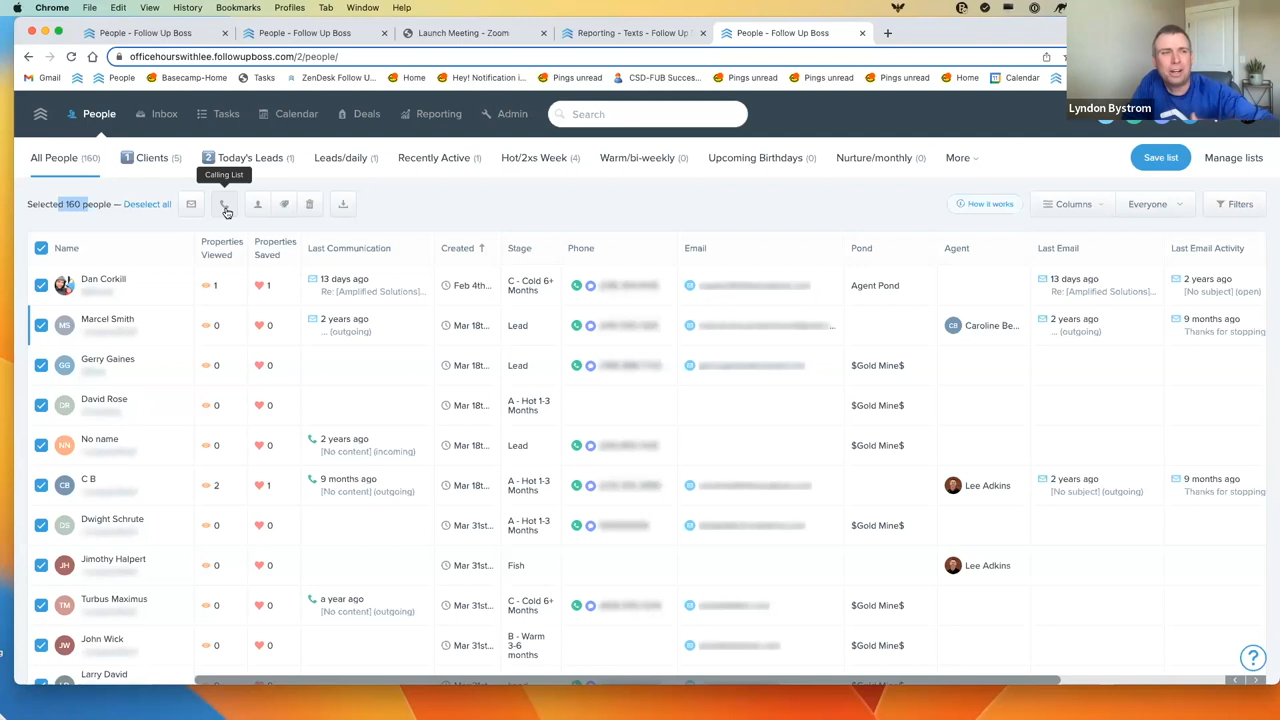 Chrome File Edit View History Bookmarks Profiles Tab Window Help
People - Follow Up Boss
People - Follow Up Boss
Launch Meeting - Zoom
Reporting - Texts - Follow Up
People - Follow Up Boss
officehourswithlee.followupboss.com/2/people/
Gmail People Basecamp-Home Tasks ZenDesk Follow U... Home Hey! Notification i... Pings unread CSD-FUB Succes... Pings unread Pings unread Pings unread Home Calendar
Lyndon Bystrom
People Inbox Tasks Calendar Deals Reporting Admin Search
All People (160) 1 Clients (5) 2 Today's Leads (1) Leads/daily (1) Recently Active (1) Hot/2xs Week (4) Warm/bi-weekly (0) Upcoming Birthdays (0) Nurture/monthly (0) More Save list Manage lists
Calling List
Selected 160 people — Deselect all How it works Columns Everyone Filters
Name Properties Viewed Properties Saved Last Communication Created Stage Phone Email Pond Agent Last Email Last Email Activity
Dan Corkill 1 1 13 days ago Feb 4th... C - Cold 6+ Agent Pond 13 days ago 2 years ago
Re: [Amplified Solutions]... Months Re: [Amplified Solutions]... [No subject] (open)
Marcel Smith 0 0 2 years ago Mar 18t... Lead Caroline Be... 2 years ago 9 months ago
MS ... (outgoing) CB ... (outgoing) Thanks for stopping
Gerry Gaines 0 0 Mar 18t... Lead $Gold Mine$
GG
David Rose 0 0 Mar 18t... A - Hot 1-3 Months $Gold Mine$
DR
No name 0 0 2 years ago Mar 18t... Lead $Gold Mine$
NN [No content] (incoming)
C B 2 1 9 months ago Mar 18t... A - Hot 1-3 Months Lee Adkins 2 years ago 9 months ago
CB [No content] (outgoing) [No subject] (outgoing) Thanks for stopping
Dwight Schrute 0 0 Mar 31st... A - Hot 1-3 Months $Gold Mine$
DS
Jimothy Halpert 0 0 Mar 31st... Fish Lee Adkins
JH
Turbus Maximus 0 0 a year ago Mar 31st... C - Cold 6+ Months $Gold Mine$
TM [No content] (outgoing)
John Wick 0 0 Mar 31st... B - Warm 3-6 months $Gold Mine$
JW
Larry David
?